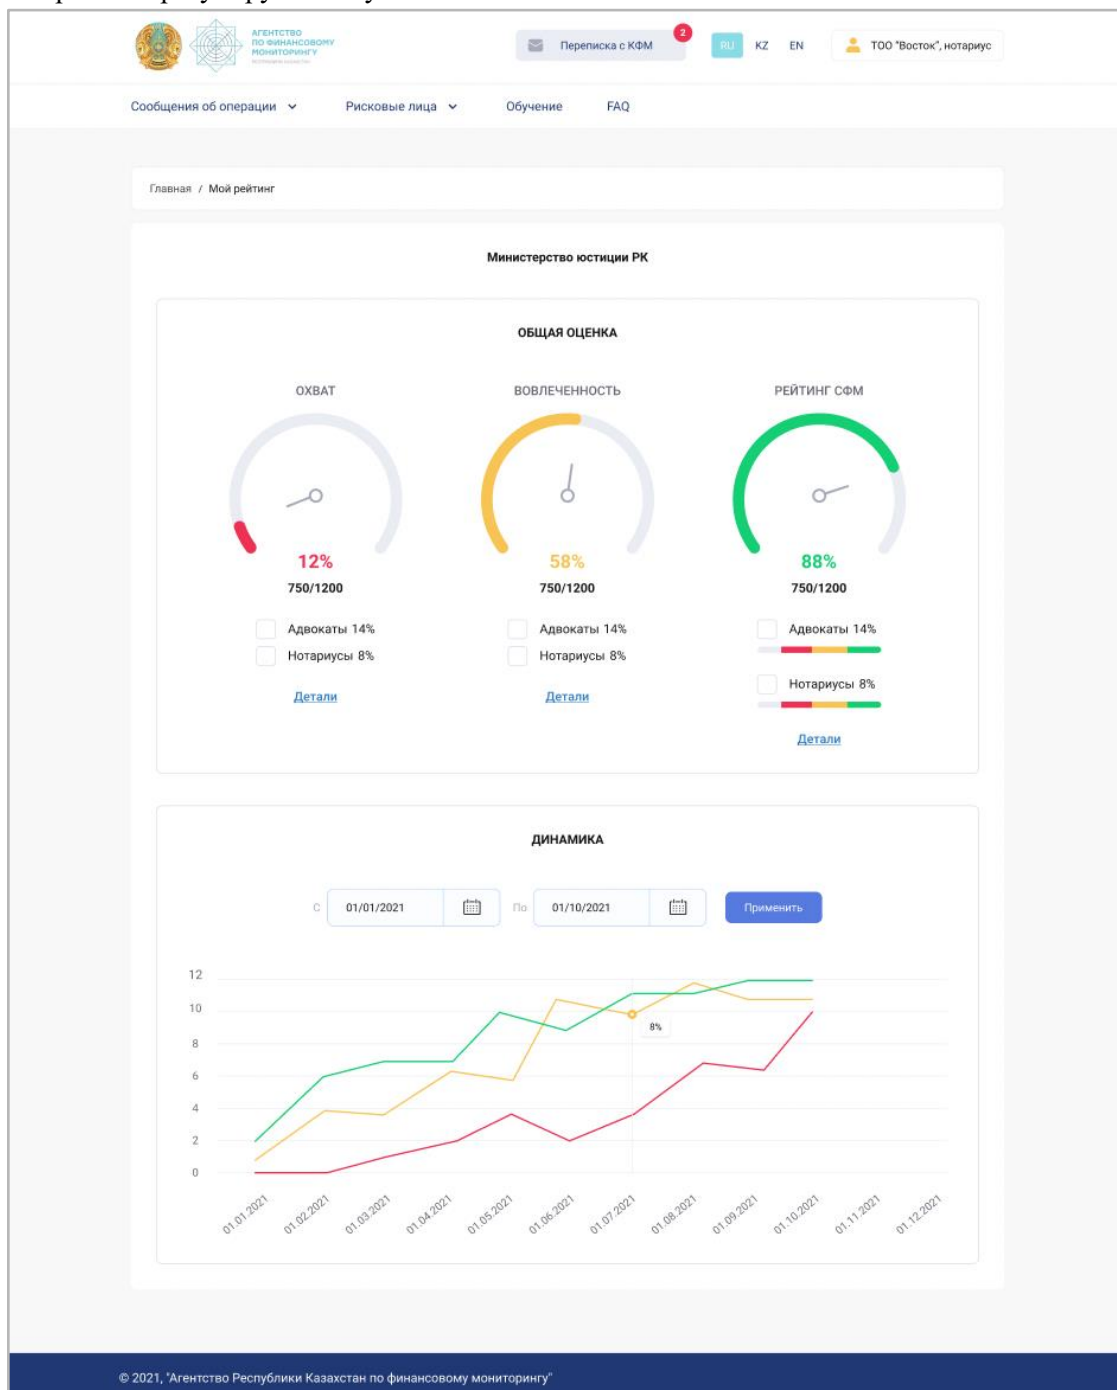 АГЕНТСТВО
ПО ФИНАНСОВОМУ
МОНИТОРИНГУ
Переписка с КФМ
2
RU KZ EN
ТОО "Восток", нотариус
Сообщения об операции Рисковые лица Обучение FAQ
Главная / Мой рейтинг
Министерство юстиции РК
ОБЩАЯ ОЦЕНКА
ОХВАТ ВОВЛЕЧЕННОСТЬ РЕЙТИНГ СФМ
12% 58% 88%
750/1200 750/1200 750/1200
Адвокаты 14% Адвокаты 14% Адвокаты 14%
Нотариусы 8% Нотариусы 8%
Нотариусы 8%
Детали Детали
Детали
ДИНАМИКА
С 01/01/2021 По 01/10/2021 Применить
12
10
8%
8
6
4
2
0
01.01.2021 01.02.2021 01.03.2021 01.04.2021 01.05.2021 01.06.2021 01.07.2021 01.08.2021 01.09.2021 01.10.2021 01.11.2021 01.12.2021
© 2021, "Агентство Республики Казахстан по финансовому мониторингу"